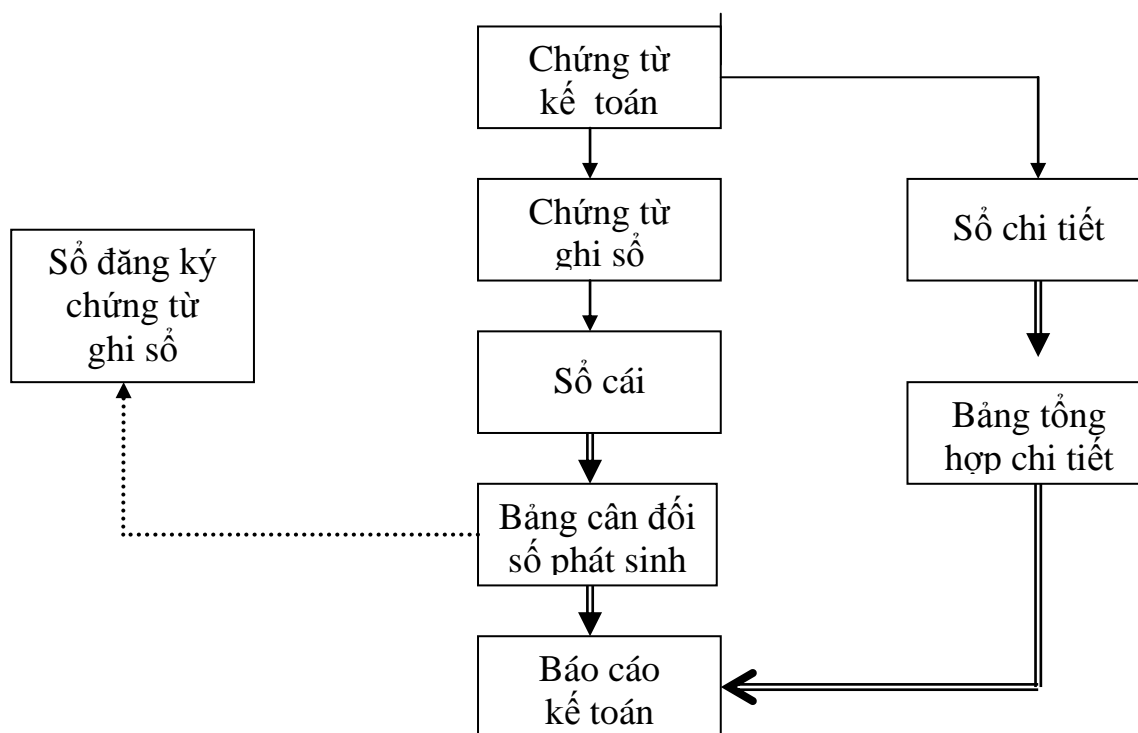 Chứng từ
kế toán
Chứng từ
ghi sổ
Sổ chi tiết
Sổ đăng ký
chứng từ
ghi sổ
Sổ cái
Bảng tổng
hợp chi tiết
Bảng cân đối
số phát sinh
Báo cáo
kế toán